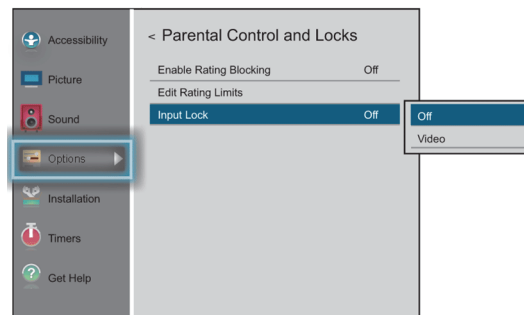 Accessibility
Picture
Sound
Options
Installation
Timers
Get Help
< Parental Control and Locks
Enable Rating Blocking Off
Edit Rating Limits
Input Lock Off
Off
Video